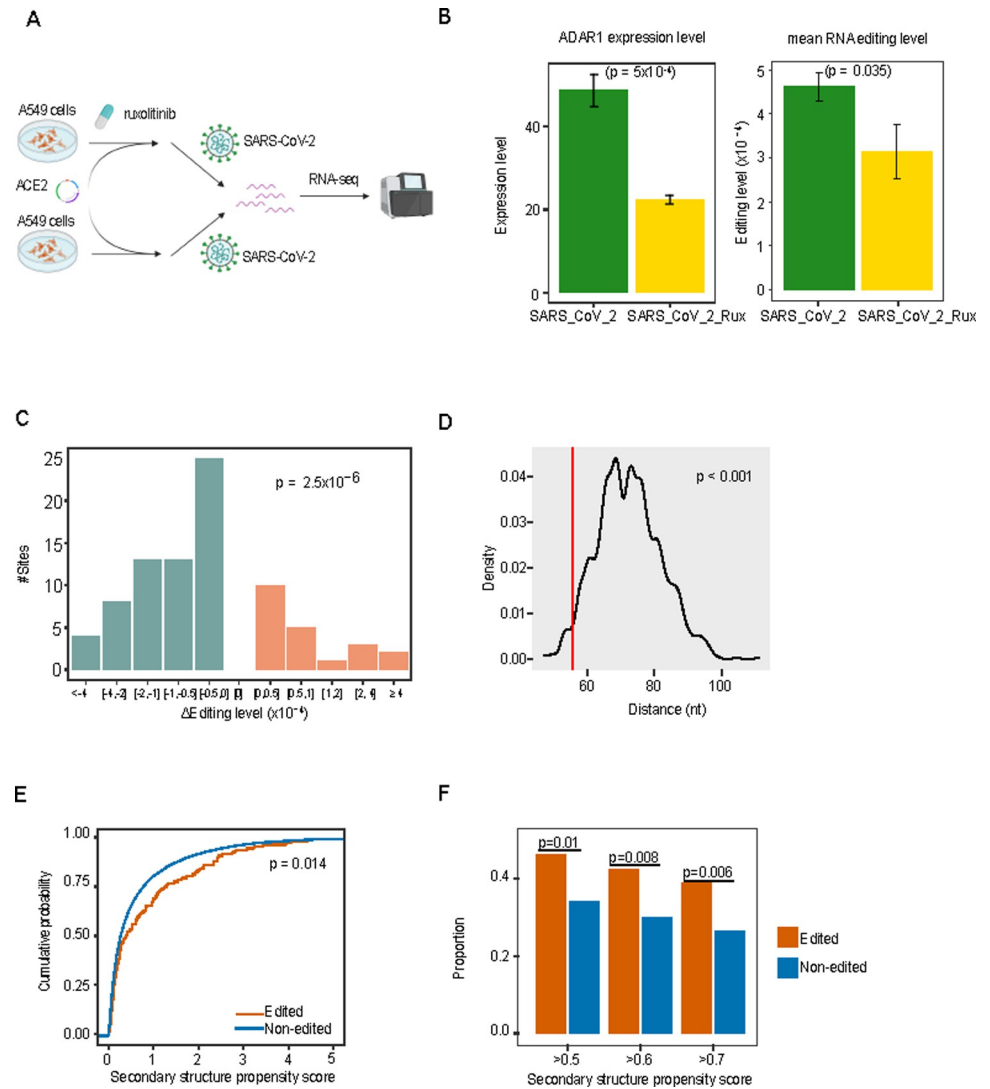 A
A549 cells
ruxolitinib
SARS-CoV-2
ACE2
RNA-seq
A549 cells
SARS-CoV-2
B
ADAR1 expression level
(p = 5x10⁻⁴)
Expression level
40
20
0
SARS_CoV_2 SARS_CoV_2_Rux
mean RNA editing level
(p = 0.035)
Editing level (x10⁻⁴)
5
4
3
2
1
0
SARS_CoV_2 SARS_CoV_2_Rux
C
p = 2.5x10⁻⁶
#Sites
25
20
15
10
5
0
<-4 [-4,-2] [-2,-1] [-1,-0.5] [-0.5,0] [0] [0,0.5] [0.5,1] [1,2] [2, 4] ≥ 4
ΔEditing level (x10⁻⁴)
D
p < 0.001
Density
0.04
0.03
0.02
0.01
0.00
60 80 100
Distance (nt)
E
p = 0.014
Cumulative probability
1.00
0.75
0.50
0.25
0.00
Edited
Non-edited
0 1 2 3 4 5
Secondary structure propensity score
F
p=0.01
p=0.008
p=0.006
Proportion
0.4
0.2
0.0
>0.5 >0.6 >0.7
Secondary structure propensity score
Edited
Non-edited